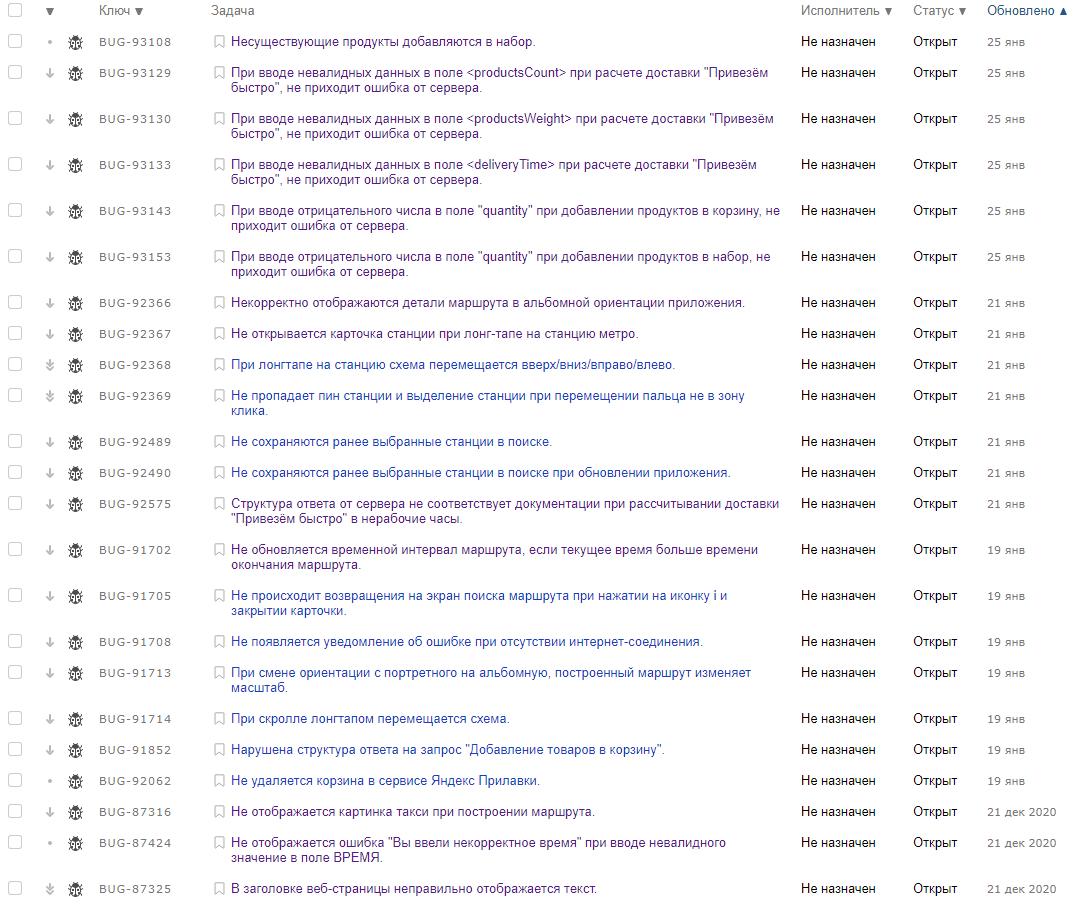 Ключ ▼ Задача Исполнитель ▼ Статус ▼ Обновлено ▲
BUG-93108 Несуществующие продукты добавляются в набор. Не назначен Открыт 25 янв
BUG-93129 При вводе невалидных данных в поле <productsCount> при расчете доставки "Привезём Не назначен Открыт 25 янв
быстро", не приходит ошибка от сервера.
BUG-93130 При вводе невалидных данных в поле <productsWeight> при расчете доставки "Привезём Не назначен Открыт 25 янв
быстро", не приходит ошибка от сервера.
BUG-93133 При вводе невалидных данных в поле <deliveryTime> при расчете доставки "Привезём Не назначен Открыт 25 янв
быстро", не приходит ошибка от сервера.
BUG-93143 При вводе отрицательного числа в поле "quantity" при добавлении продуктов в корзину, не Не назначен Открыт 25 янв
приходит ошибка от сервера.
BUG-93153 При вводе отрицательного числа в поле "quantity" при добавлении продуктов в набор, не Не назначен Открыт 25 янв
приходит ошибка от сервера.
BUG-92366 Некорректно отображаются детали маршрута в альбомной ориентации приложения. Не назначен Открыт 21 янв
BUG-92367 Не открывается карточка станции при лонг-тапе на станцию метро. Не назначен Открыт 21 янв
BUG-92368 При лонгтапе на станцию схема перемещается вверх/вниз/вправо/влево. Не назначен Открыт 21 янв
BUG-92369 Не пропадает пин станции и выделение станции при перемещении пальца не в зону Не назначен Открыт 21 янв
клика.
BUG-92489 Не сохраняются ранее выбранные станции в поиске. Не назначен Открыт 21 янв
BUG-92490 Не сохраняются ранее выбранные станции в поиске при обновлении приложения. Не назначен Открыт 21 янв
BUG-92575 Структура ответа от сервера не соответствует документации при рассчитывании доставки Не назначен Открыт 21 янв
"Привезём быстро" в нерабочие часы.
BUG-91702 Не обновляется временной интервал маршрута, если текущее время больше времени Не назначен Открыт 19 янв
окончания маршрута.
BUG-91705 Не происходит возвращения на экран поиска маршрута при нажатии на иконку i и Не назначен Открыт 19 янв
закрытии карточки.
BUG-91708 Не появляется уведомление об ошибке при отсутствии интернет-соединения. Не назначен Открыт 19 янв
BUG-91713 При смене ориентации с портретного на альбомную, построенный маршрут изменяет Не назначен Открыт 19 янв
масштаб.
BUG-91714 При скролле лонгтапом перемещается схема. Не назначен Открыт 19 янв
BUG-91852 Нарушена структура ответа на запрос "Добавление товаров в корзину". Не назначен Открыт 19 янв
BUG-92062 Не удаляется корзина в сервисе Яндекс Прилавки. Не назначен Открыт 19 янв
BUG-87316 Не отображается картинка такси при построении маршрута. Не назначен Открыт 21 дек 2020
BUG-87424 Не отображается ошибка "Вы ввели некорректное время" при вводе невалидного Не назначен Открыт 21 дек 2020
значение в поле ВРЕМЯ.
BUG-87325 В заголовке веб-страницы неправильно отображается текст. Не назначен Открыт 21 дек 2020